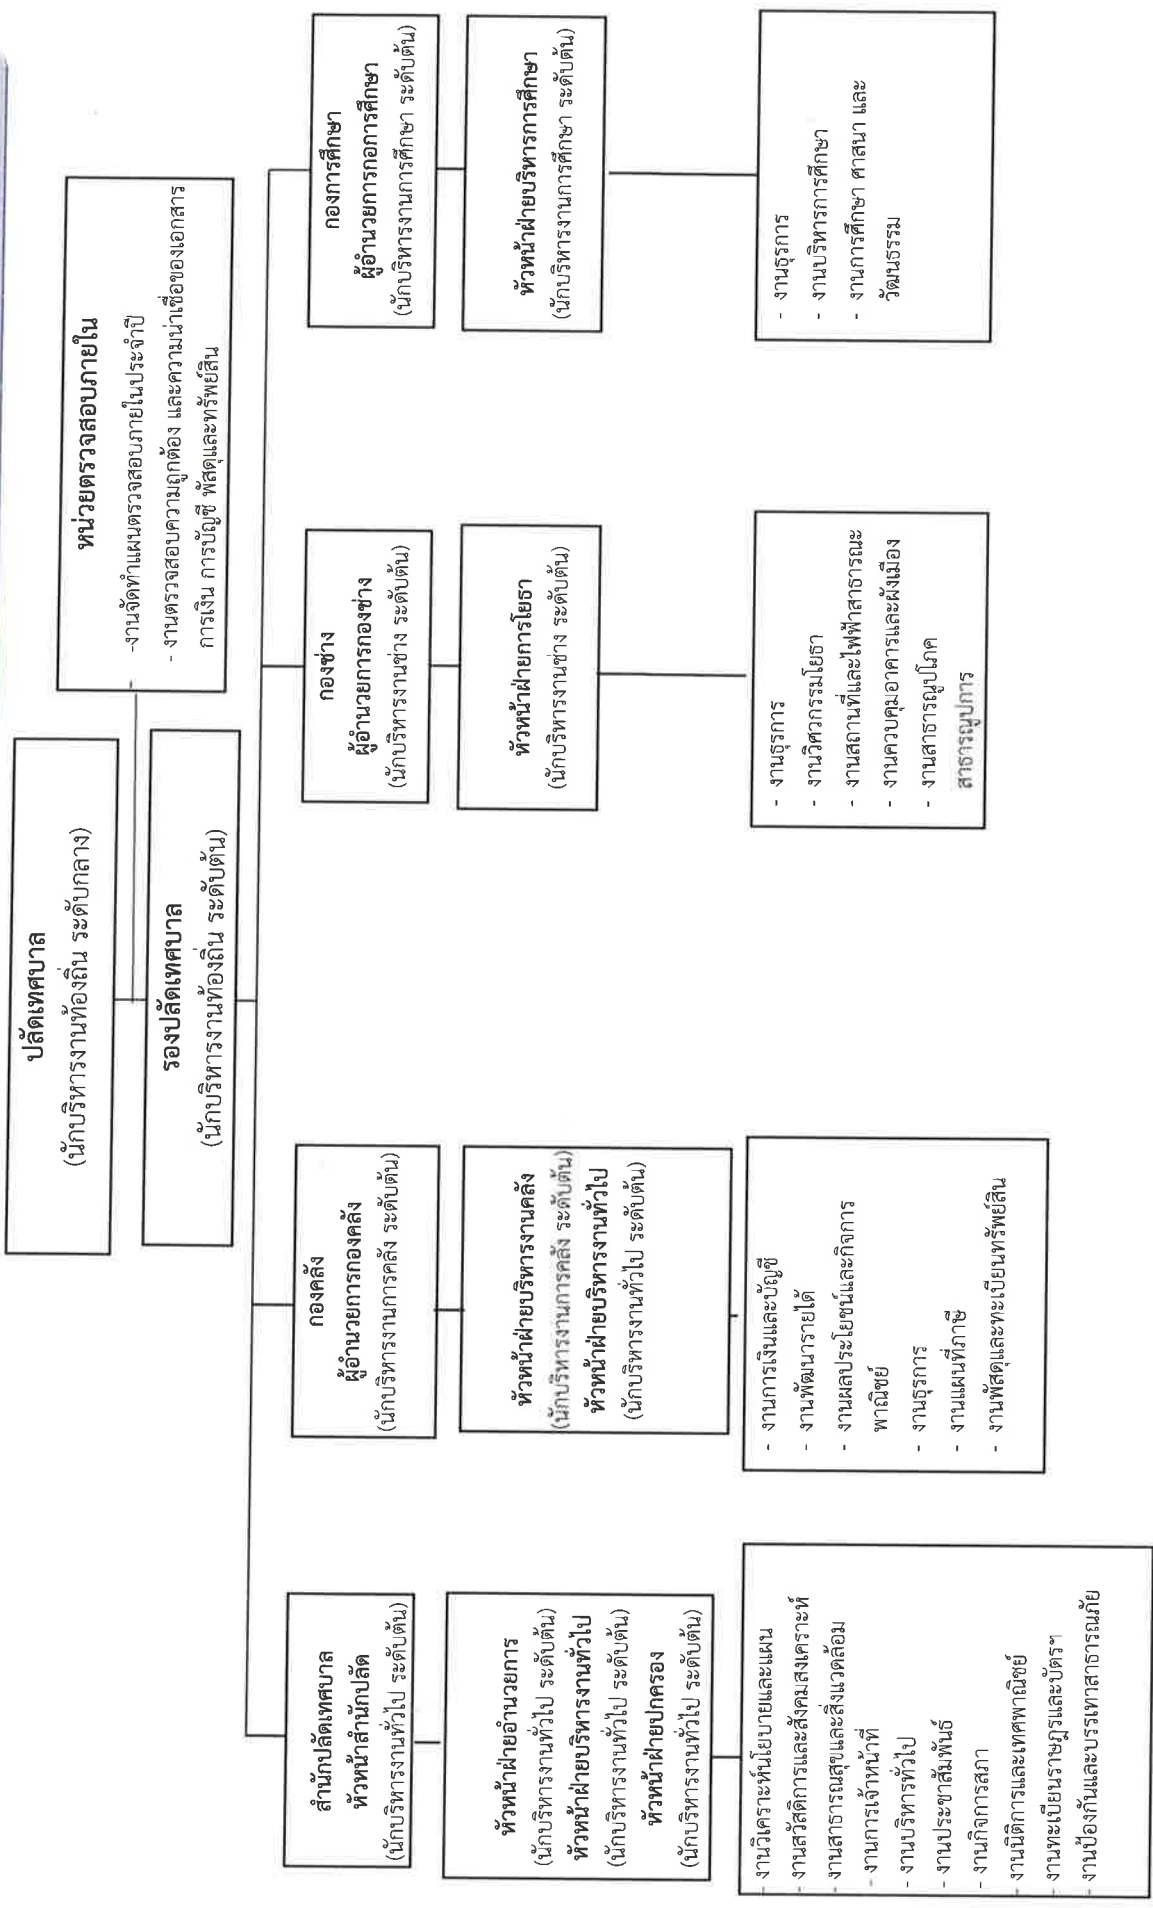 ปลัดเทศบาล
(นักบริหารงานท้องถิ่น ระดับกลาง)
หน่วยตรวจสอบภายใน
-งานจัดทำแผนตรวจสอบภายในประจำปี
- งานตรวจสอบความถูกต้อง และความน่าเชื่อของเอกสาร
การเงิน การบัญชี พัสดุและทรัพย์สิน
รองปลัดเทศบาล
(นักบริหารงานท้องถิ่น ระดับต้น)
สำนักปลัดเทศบาล
หัวหน้าสำนักปลัด
(นักบริหารงานทั่วไป ระดับต้น)
หัวหน้าฝ่ายอำนวยการ
(นักบริหารงานทั่วไป ระดับต้น)
หัวหน้าฝ่ายบริหารงานทั่วไป
(นักบริหารงานทั่วไป ระดับต้น)
หัวหน้าฝ่ายปกครอง
(นักบริหารงานทั่วไป ระดับต้น)
- งานวิเคราะห์นโยบายและแผน
- งานสวัสดิการและสังคมสงเคราะห์
- งานสาธารณสุขและสิ่งแวดล้อม
- งานการเจ้าหน้าที่
- งานบริหารทั่วไป
- งานประชาสัมพันธ์
- งานกิจการสภา
- งานนิติการและเทศพาณิชย์
- งานทะเบียนราษฎรและบัตรฯ
- งานป้องกันและบรรเทาสาธารณภัย
กองคลัง
ผู้อำนวยการกองคลัง
(นักบริหารงานการคลัง ระดับต้น)
หัวหน้าฝ่ายบริหารงานคลัง
(นักบริหารงานการคลัง ระดับต้น)
หัวหน้าฝ่ายบริหารงานทั่วไป
(นักบริหารงานทั่วไป ระดับต้น)
- งานการเงินและบัญชี
- งานพัฒนารายได้
- งานผลประโยชน์และกิจการ
พาณิชย์
- งานธุรการ
- งานแผนที่ภาษี
- งานพัสดุและทะเบียนทรัพย์สิน
กองช่าง
ผู้อำนวยการกองช่าง
(นักบริหารงานช่าง ระดับต้น)
หัวหน้าฝ่ายการโยธา
(นักบริหารงานช่าง ระดับต้น)
- งานธุรการ
- งานวิศวกรรมโยธา
- งานสถานที่และไฟฟ้าสาธารณะ
- งานควบคุมอาคารและผังเมือง
- งานสาธารณูปโภค
สาธารณูปการ
กองการศึกษา
ผู้อำนวยการกอการศึกษา
(นักบริหารงานการศึกษา ระดับต้น)
หัวหน้าฝ่ายบริหารการศึกษา
(นักบริหารงานการศึกษา ระดับต้น)
- งานธุรการ
- งานบริหารการศึกษา
- งานการศึกษา ศาสนา และ
วัฒนธรรม